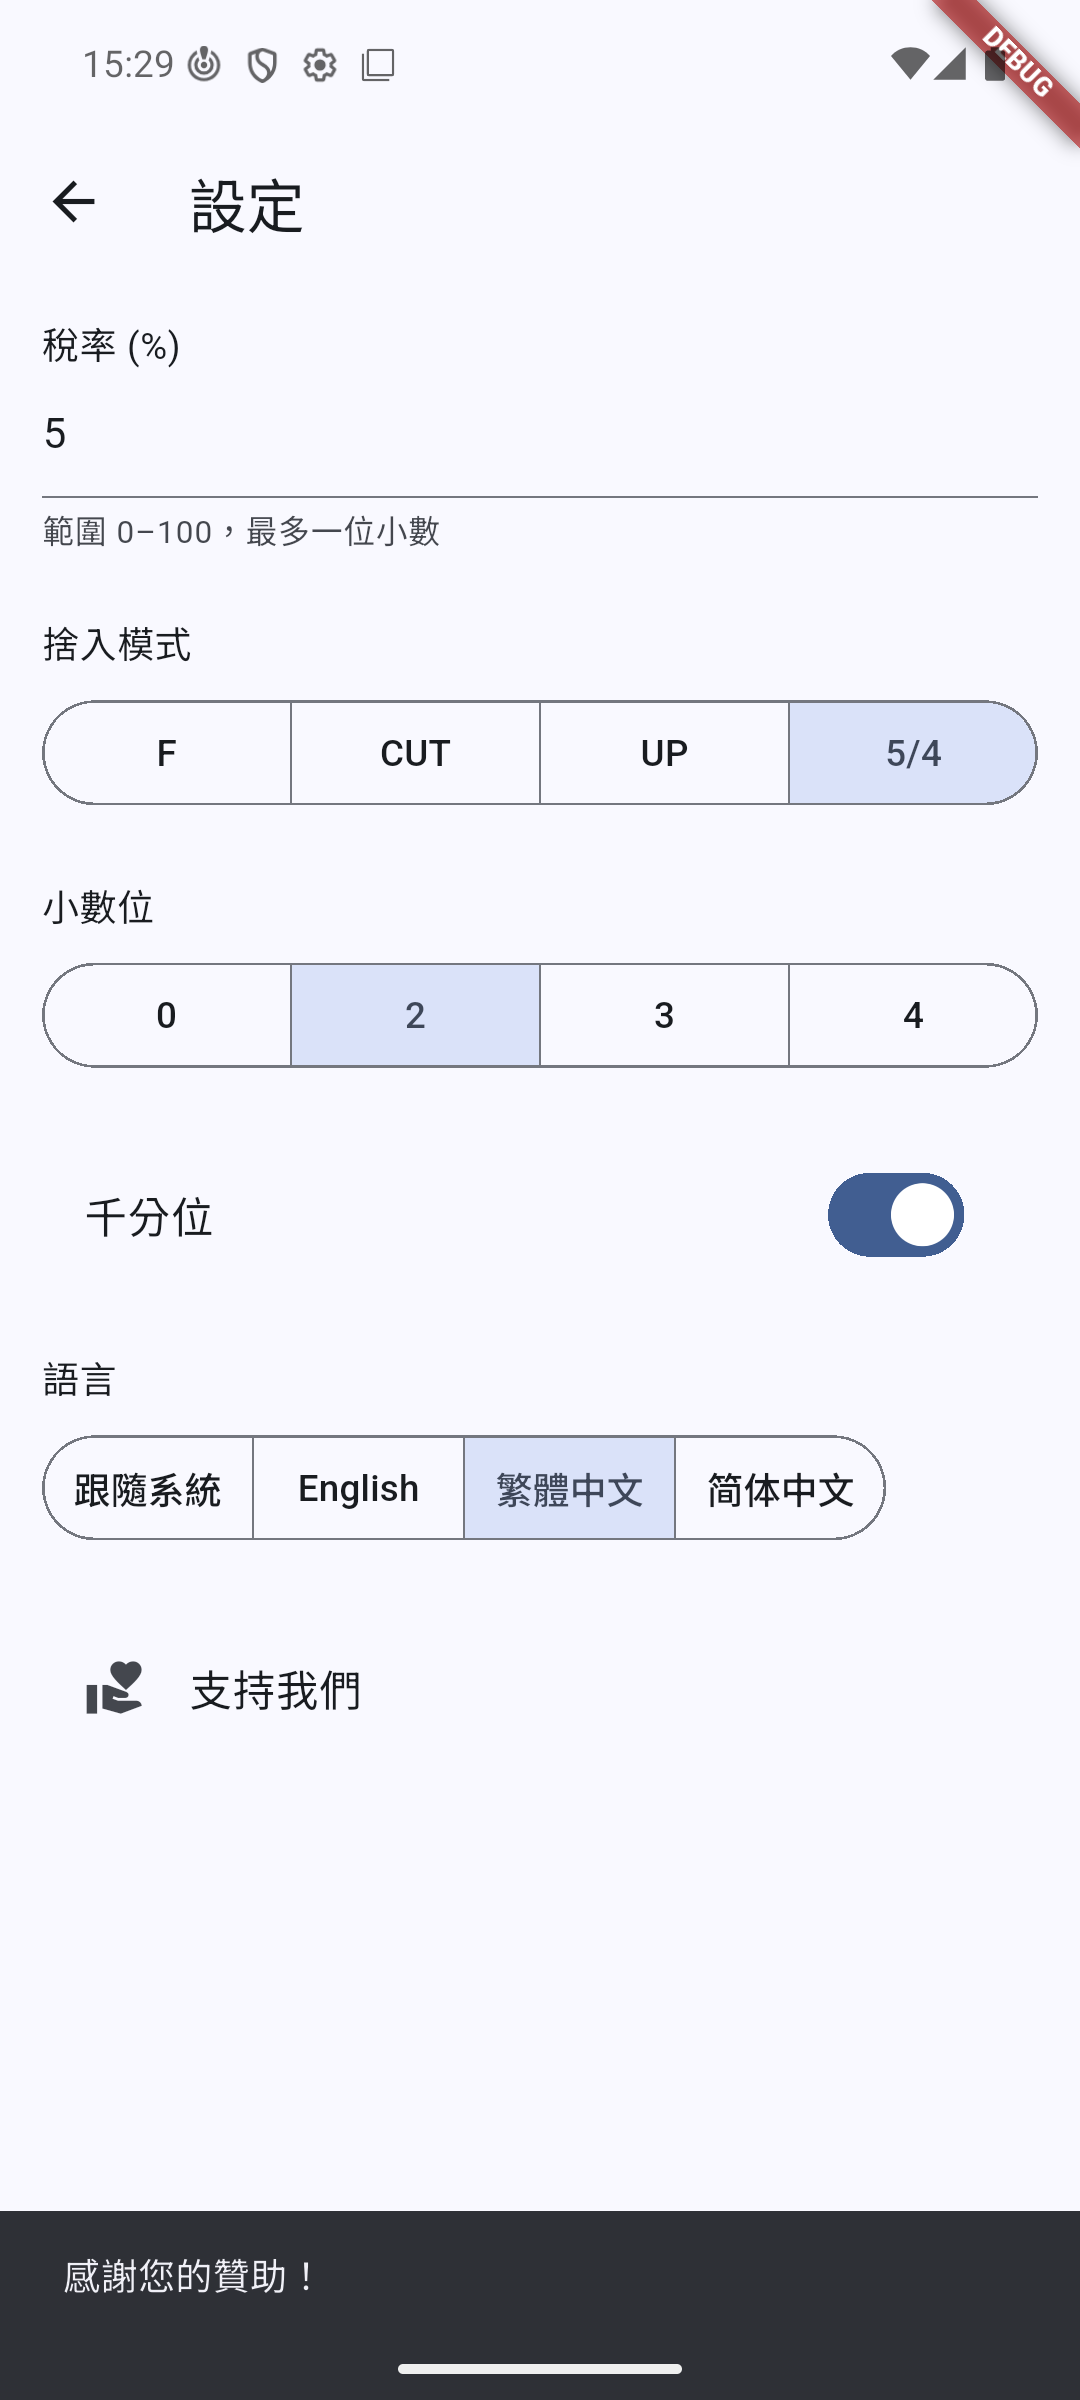 15:29
DEBUG
設定
稅率 (%)
5
範圍 0–100，最多一位小數
捨入模式
F CUT UP 5/4
小數位
0 2 3 4
千分位
語言
跟隨系統 English 繁體中文 简体中文
支持我們
感謝您的贊助！